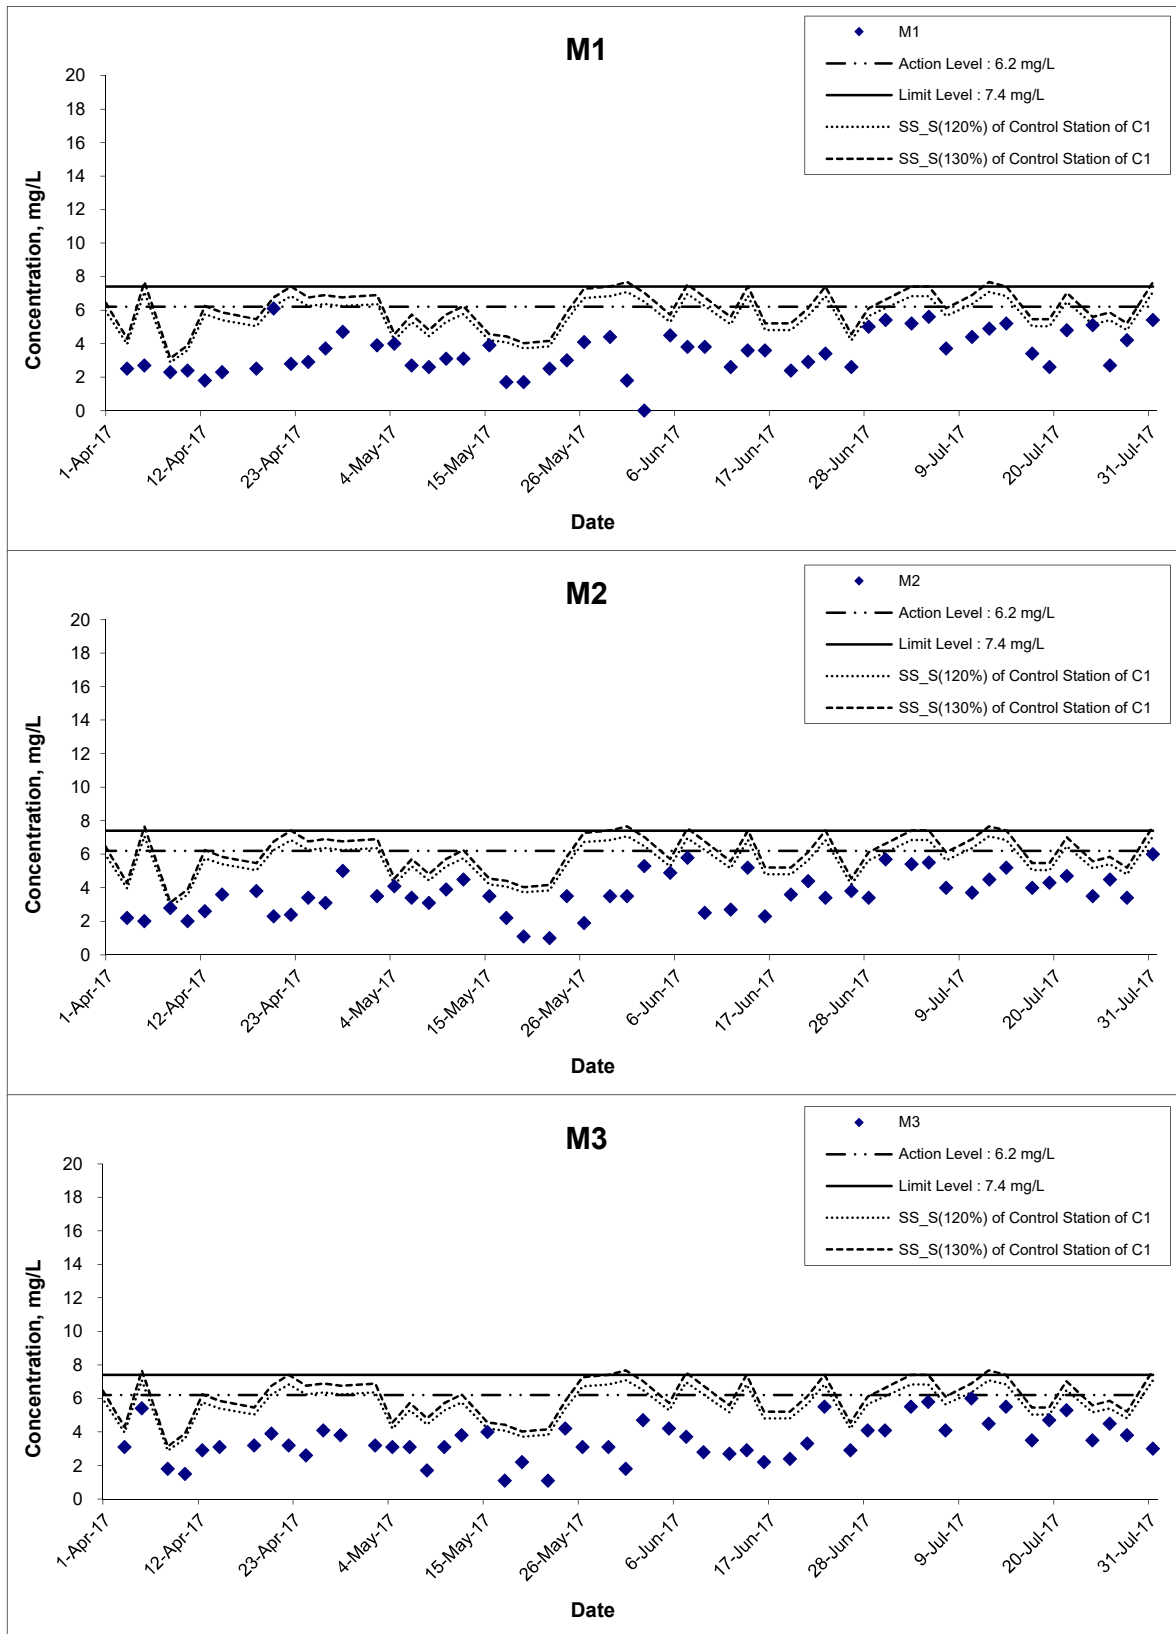 M1
M1
Action Level : 6.2 mg/L
Limit Level : 7.4 mg/L
SS_S(120%) of Control Station of C1
SS_S(130%) of Control Station of C1
Concentration, mg/L
20
18
16
14
12
10
8
6
4
2
0
1-Apr-17
12-Apr-17
23-Apr-17
4-May-17
15-May-17
26-May-17
6-Jun-17
17-Jun-17
28-Jun-17
9-Jul-17
20-Jul-17
31-Jul-17
Date
M2
M2
Action Level : 6.2 mg/L
Limit Level : 7.4 mg/L
SS_S(120%) of Control Station of C1
SS_S(130%) of Control Station of C1
Concentration, mg/L
20
18
16
14
12
10
8
6
4
2
0
1-Apr-17
12-Apr-17
23-Apr-17
4-May-17
15-May-17
26-May-17
6-Jun-17
17-Jun-17
28-Jun-17
9-Jul-17
20-Jul-17
31-Jul-17
Date
M3
M3
Action Level : 6.2 mg/L
Limit Level : 7.4 mg/L
SS_S(120%) of Control Station of C1
SS_S(130%) of Control Station of C1
Concentration, mg/L
20
18
16
14
12
10
8
6
4
2
0
1-Apr-17
12-Apr-17
23-Apr-17
4-May-17
15-May-17
26-May-17
6-Jun-17
17-Jun-17
28-Jun-17
9-Jul-17
20-Jul-17
31-Jul-17
Date